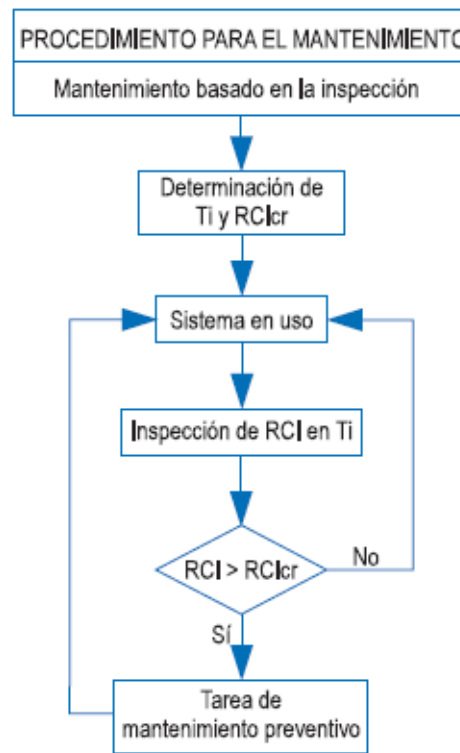 PROCEDIMIENTO PARA EL MANTENIMIENTO
Mantenimiento basado en la inspección
Determinación de
Ti y RCIcr
Sistema en uso
Inspección de RCI en Ti
RCI > RCIcr
No
Sí
Tarea de
mantenimiento preventivo